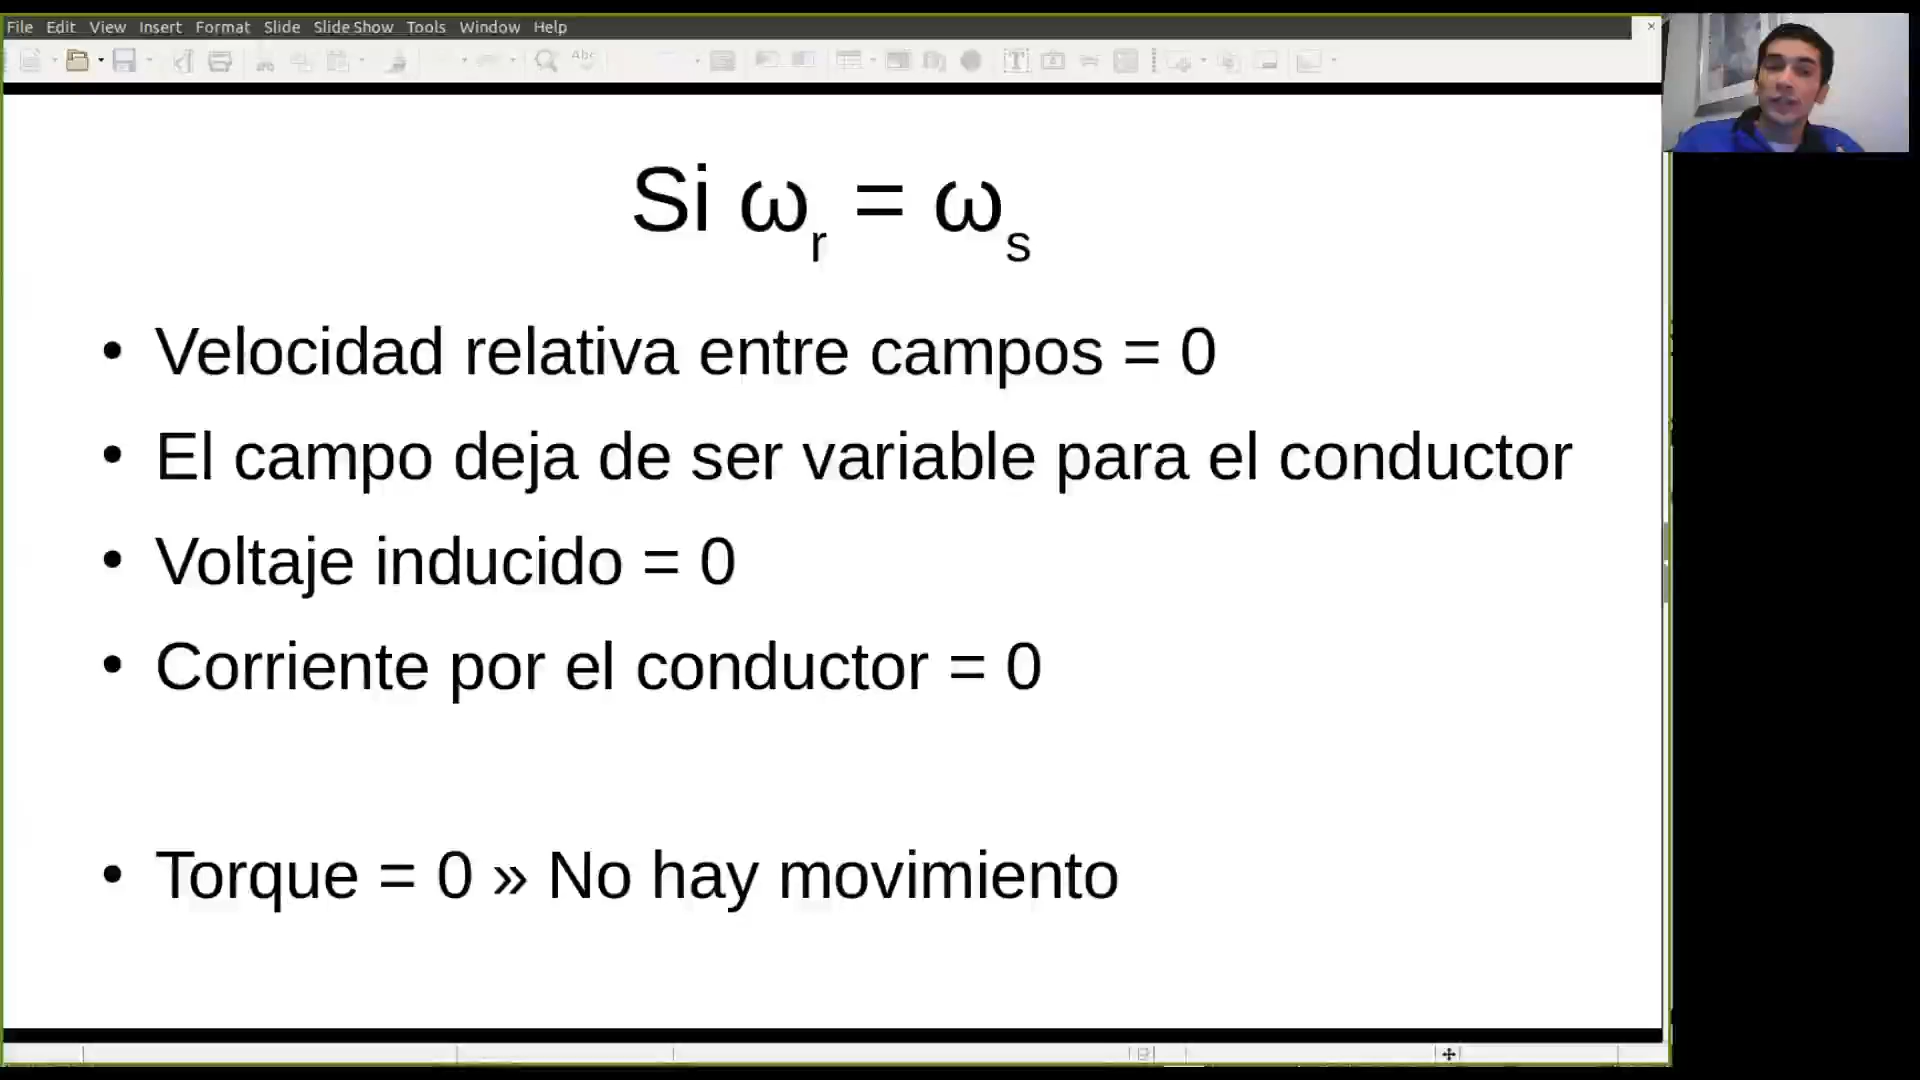 File Edit View Insert Format Slide Slide Show Tools Window Help
Abc
Si ωr = ωs
• Velocidad relativa entre campos = 0
• El campo deja de ser variable para el conductor
• Voltaje inducido = 0
• Corriente por el conductor = 0
• Torque = 0 » No hay movimiento